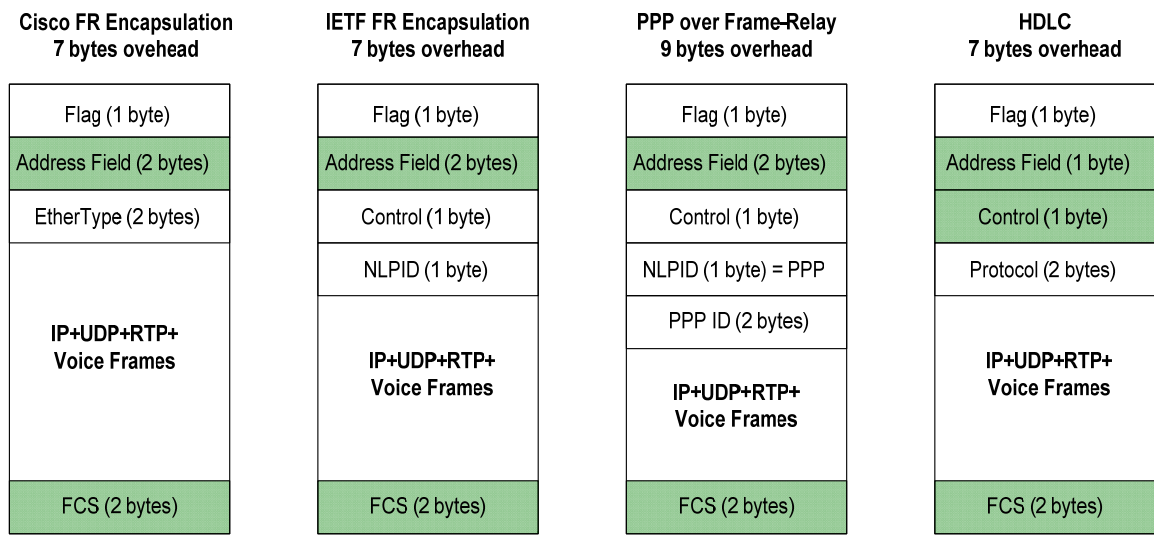 Cisco FR Encapsulation
7 bytes ovehead
Flag (1 byte)
Address Field (2 bytes)
EtherType (2 bytes)
IP+UDP+RTP+
Voice Frames
FCS (2 bytes)
IETF FR Encapsulation
7 bytes overhead
Flag (1 byte)
Address Field (2 bytes)
Control (1 byte)
NLPID (1 byte)
IP+UDP+RTP+
Voice Frames
FCS (2 bytes)
PPP over Frame-Relay
9 bytes overhead
Flag (1 byte)
Address Field (2 bytes)
Control (1 byte)
NLPID (1 byte) = PPP
PPP ID (2 bytes)
IP+UDP+RTP+
Voice Frames
FCS (2 bytes)
HDLC
7 bytes overhead
Flag (1 byte)
Address Field (1 byte)
Control (1 byte)
Protocol (2 bytes)
IP+UDP+RTP+
Voice Frames
FCS (2 bytes)